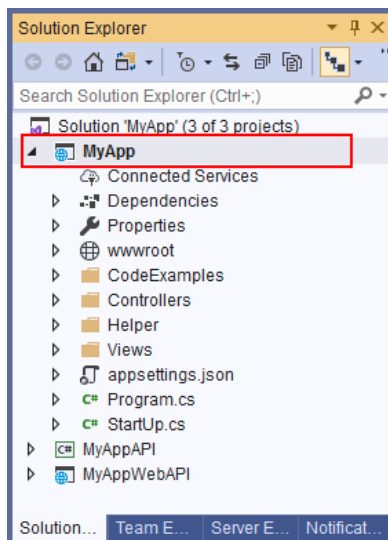 Solution Explorer
Search Solution Explorer (Ctrl+;)
Solution 'MyApp' (3 of 3 projects)
MyApp
Connected Services
Dependencies
Properties
wwwroot
CodeExamples
Controllers
Helper
Views
appsettings.json
C# Program.cs
C# StartUp.cs
C# MyAppAPI
MyAppWebAPI
Solution... Team E... Server E... Notificat...